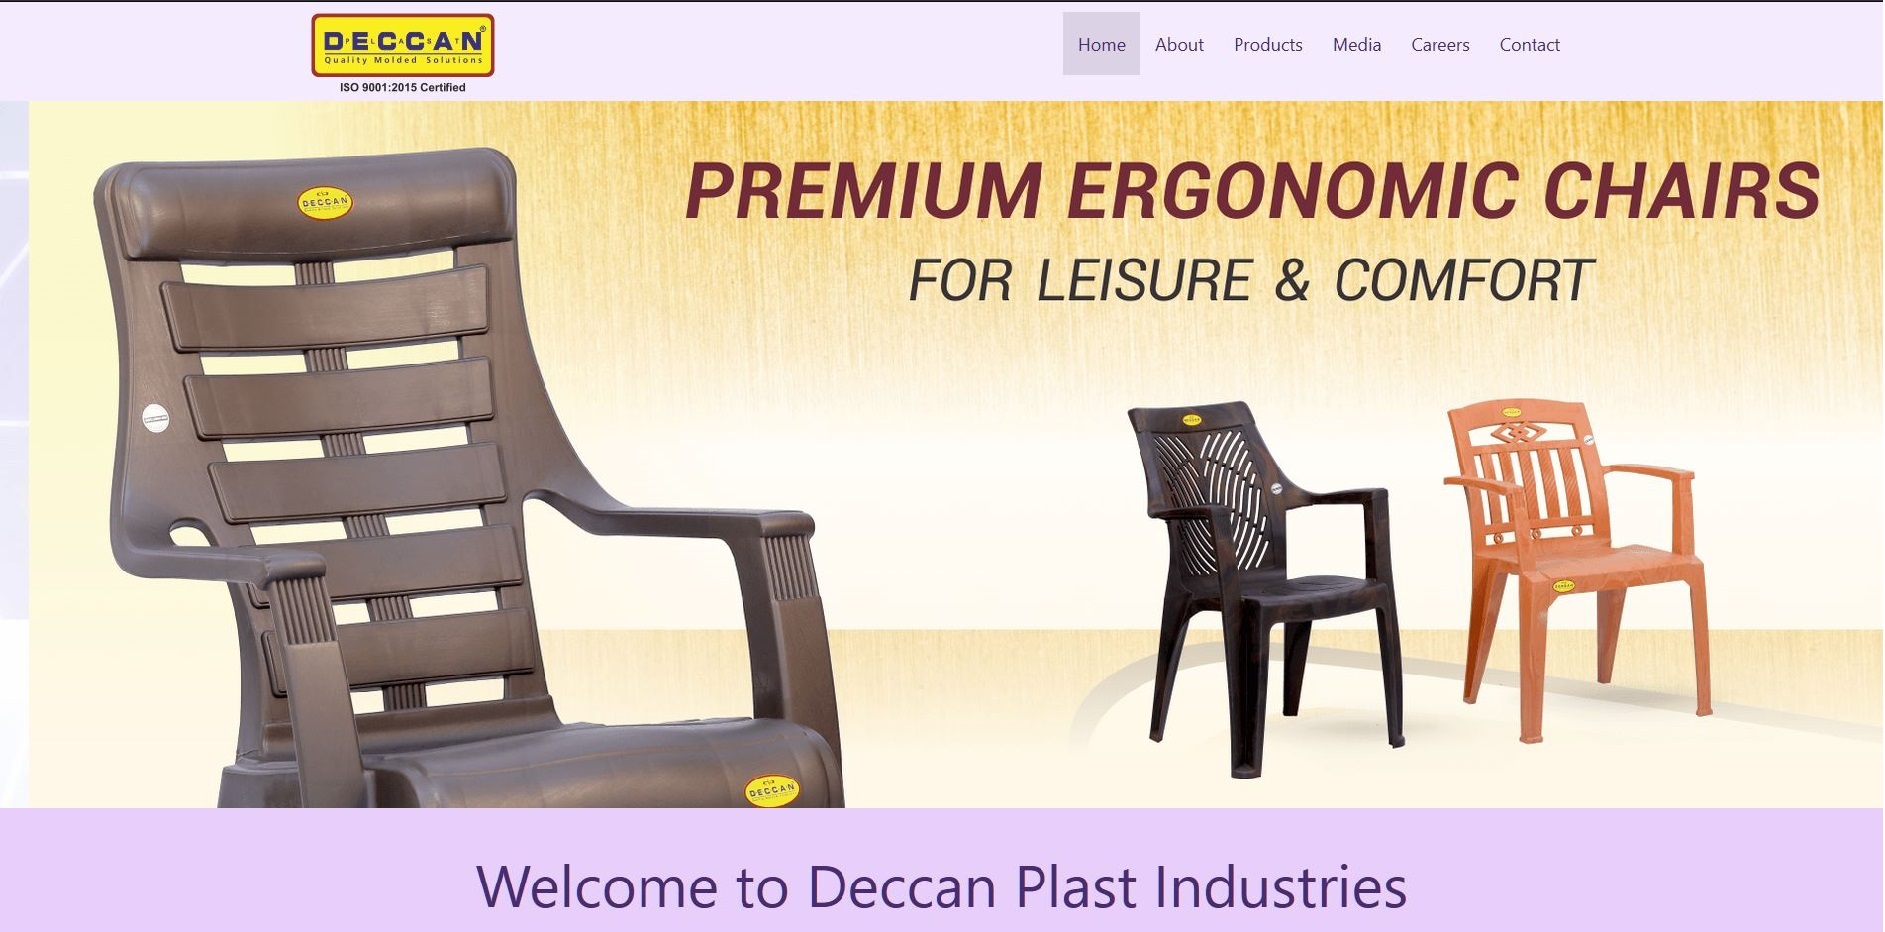 DECCAN®
PLAST
Quality Molded Solutions
ISO 9001:2015 Certified
Home About Products Media Careers Contact
PREMIUM ERGONOMIC CHAIRS
FOR LEISURE & COMFORT
DECCAN
DECCAN
Welcome to Deccan Plast Industries